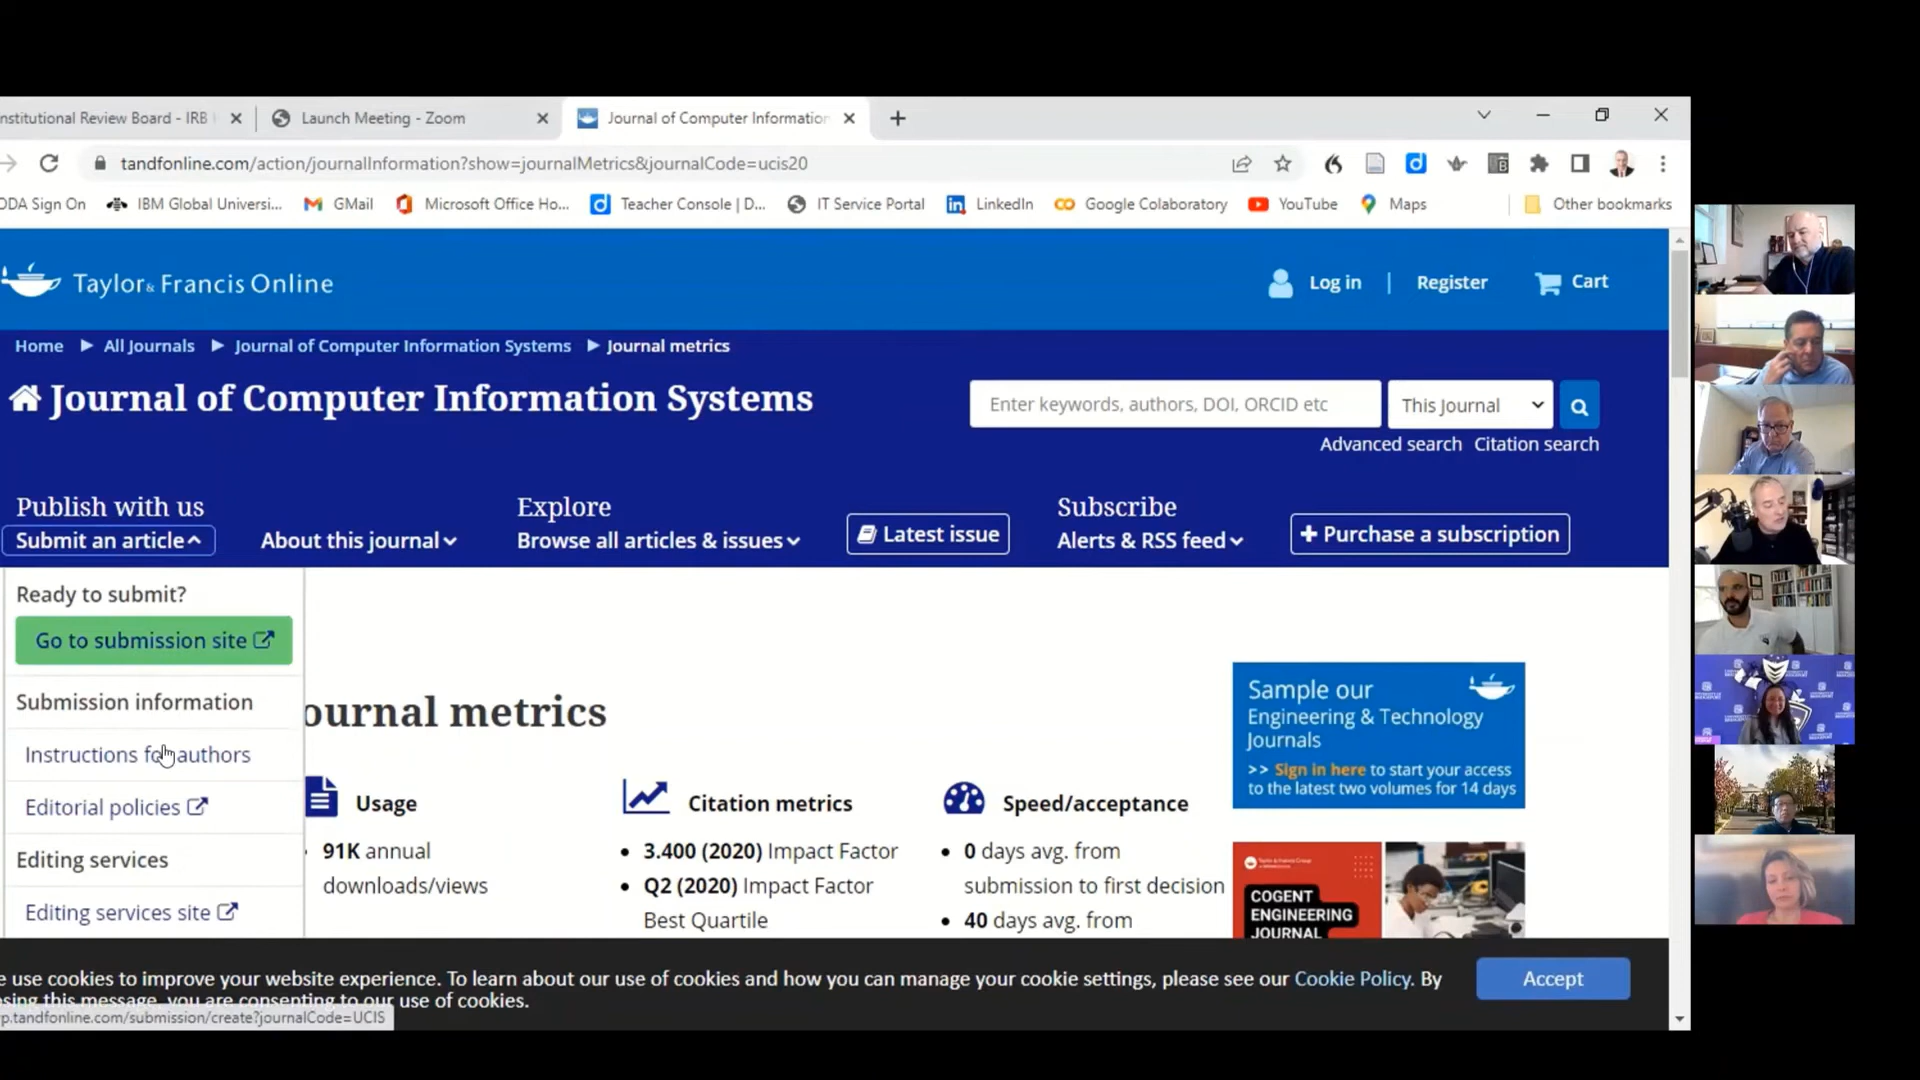 nstitutional Review Board - IRB
Launch Meeting - Zoom
Journal of Computer Information
tandfonline.com/action/journalInformation?show=journalMetrics&journalCode=ucis20
ODA Sign On
IBM Global Universi...
GMail
Microsoft Office Ho...
Teacher Console | D...
IT Service Portal
LinkedIn
Google Colaboratory
YouTube
Maps
Other bookmarks
Taylor & Francis Online
Log in | Register
Cart
Home ▶ All Journals ▶ Journal of Computer Information Systems ▶ Journal metrics
Journal of Computer Information Systems
Enter keywords, authors, DOI, ORCID etc
This Journal
Advanced search Citation search
Publish with us
Submit an article
About this journal
Explore
Browse all articles & issues
Latest issue
Subscribe
Alerts & RSS feed
+ Purchase a subscription
Ready to submit?
Go to submission site
Submission information
Instructions for authors
Editorial policies
Editing services
Editing services site
ournal metrics
Usage
91K annual
downloads/views
Citation metrics
• 3.400 (2020) Impact Factor
• Q2 (2020) Impact Factor
Best Quartile
Speed/acceptance
• 0 days avg. from
submission to first decision
• 40 days avg. from
Sample our
Engineering & Technology
Journals
>> Sign in here to start your access
to the latest two volumes for 14 days
COGENT
ENGINEERING
JOURNAL
e use cookies to improve your website experience. To learn about our use of cookies and how you can manage your cookie settings, please see our Cookie Policy. By
osing this message, you are consenting to our use of cookies.
Accept
rp.tandfonline.com/submission/create?journalCode=UCIS